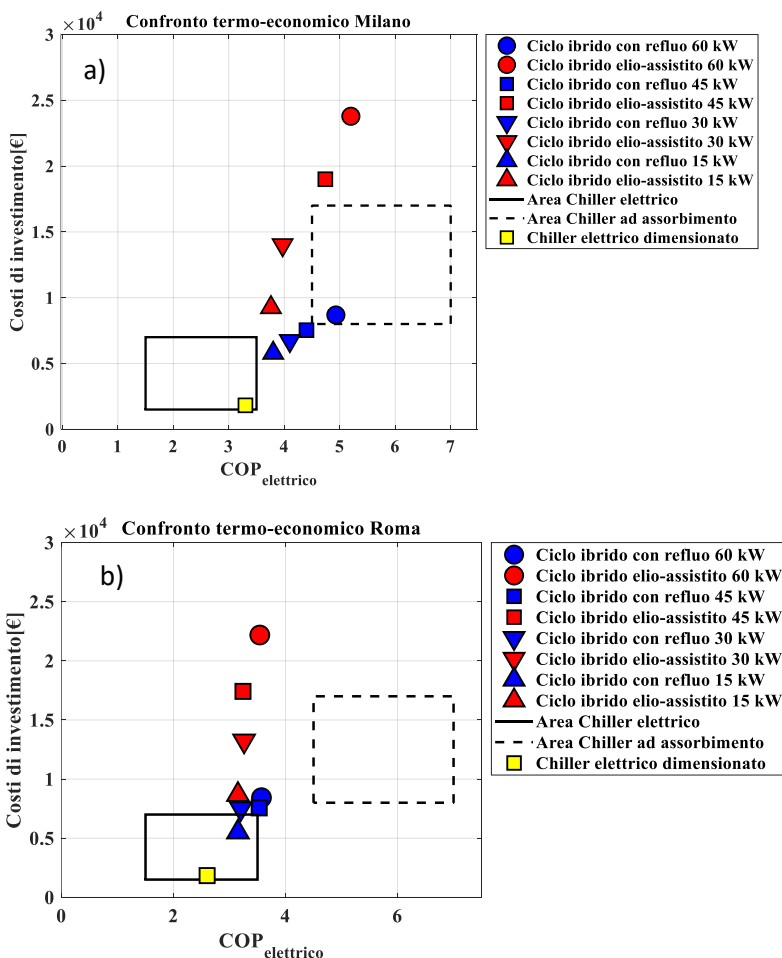 ×10⁴ Confronto termo-economico Milano
a)
3
2.5
2
1.5
1
0.5
0
Costi di investimento[€]
0 1 2 3 4 5 6 7
COP elettrico
Ciclo ibrido con refluo 60 kW
Ciclo ibrido elio-assistito 60 kW
Ciclo ibrido con refluo 45 kW
Ciclo ibrido elio-assistito 45 kW
Ciclo ibrido con refluo 30 kW
Ciclo ibrido elio-assistito 30 kW
Ciclo ibrido con refluo 15 kW
Ciclo ibrido elio-assistito 15 kW
Area Chiller elettrico
Area Chiller ad assorbimento
Chiller elettrico dimensionato
×10⁴ Confronto termo-economico Roma
b)
3
2.5
2
1.5
1
0.5
0
Costi di investimento[€]
0 2 4 6
COP elettrico
Ciclo ibrido con refluo 60 kW
Ciclo ibrido elio-assistito 60 kW
Ciclo ibrido con refluo 45 kW
Ciclo ibrido elio-assistito 45 kW
Ciclo ibrido con refluo 30 kW
Ciclo ibrido elio-assistito 30 kW
Ciclo ibrido con refluo 15 kW
Ciclo ibrido elio-assistito 15 kW
Area Chiller elettrico
Area Chiller ad assorbimento
Chiller elettrico dimensionato